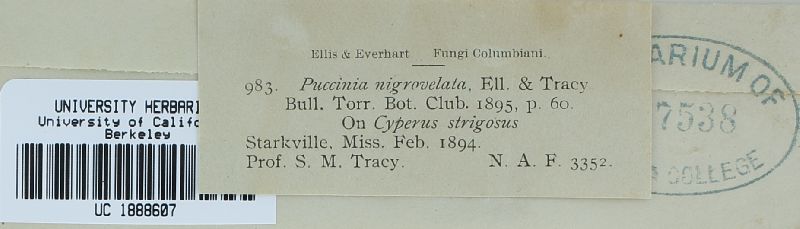 Ellis & Everhart — Fungi Columbiani.
983. Puccinia nigrovelata, Ell. & Tracy
Bull. Torr. Bot. Club. 1895, p. 60.
On Cyperus strigosus
Starkville, Miss. Feb. 1894.
Prof. S. M. Tracy. N. A. F. 3352.
UNIVERSITY HERBARI
University of Califo
Berkeley
UC 1888607
ARIUM OF
7538
COLLEGE